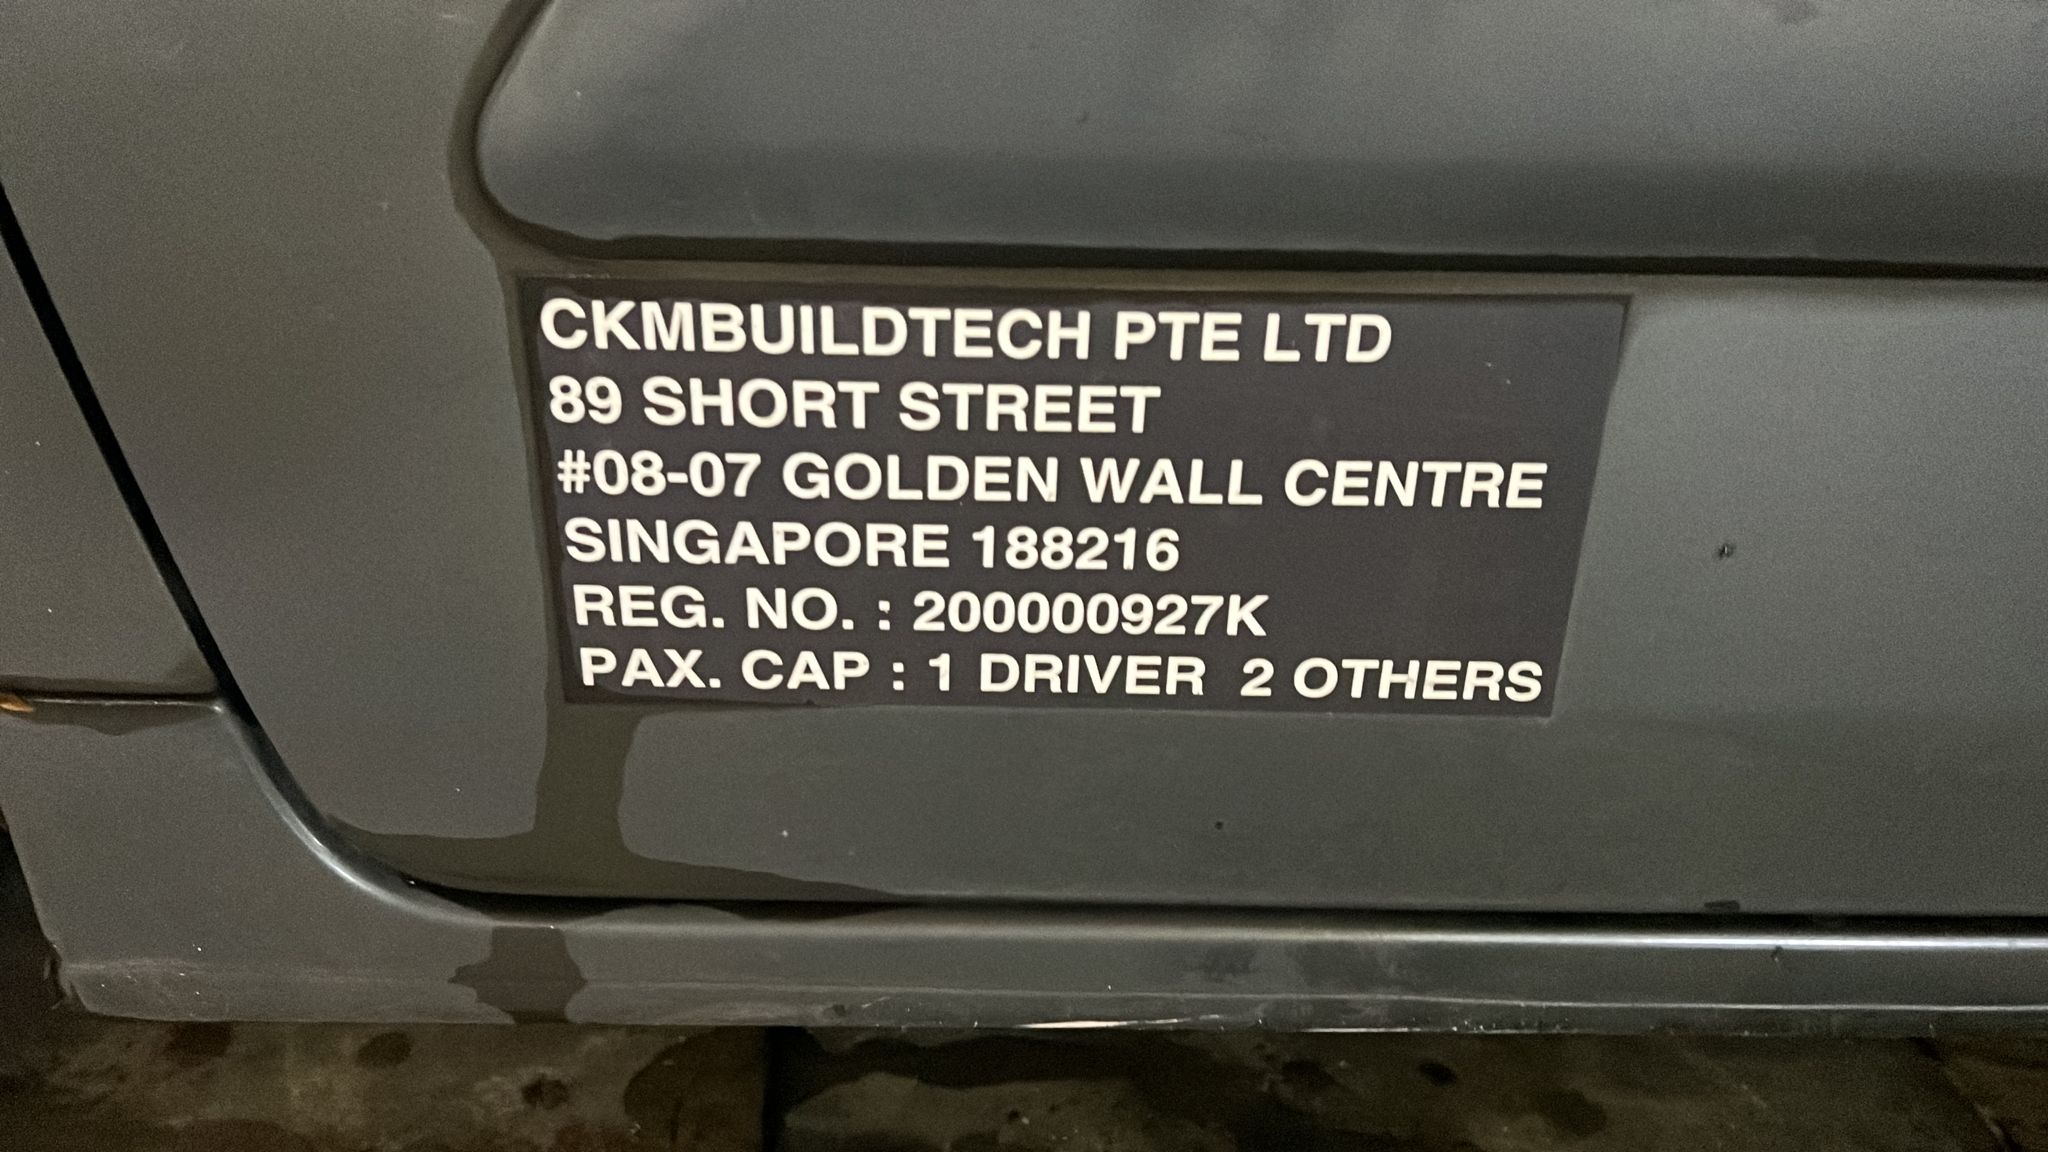 CKMBUILDTECH PTE LTD
89 SHORT STREET
#08-07 GOLDEN WALL CENTRE
SINGAPORE 188216
REG. NO. : 200000927K
PAX. CAP : 1 DRIVER 2 OTHERS